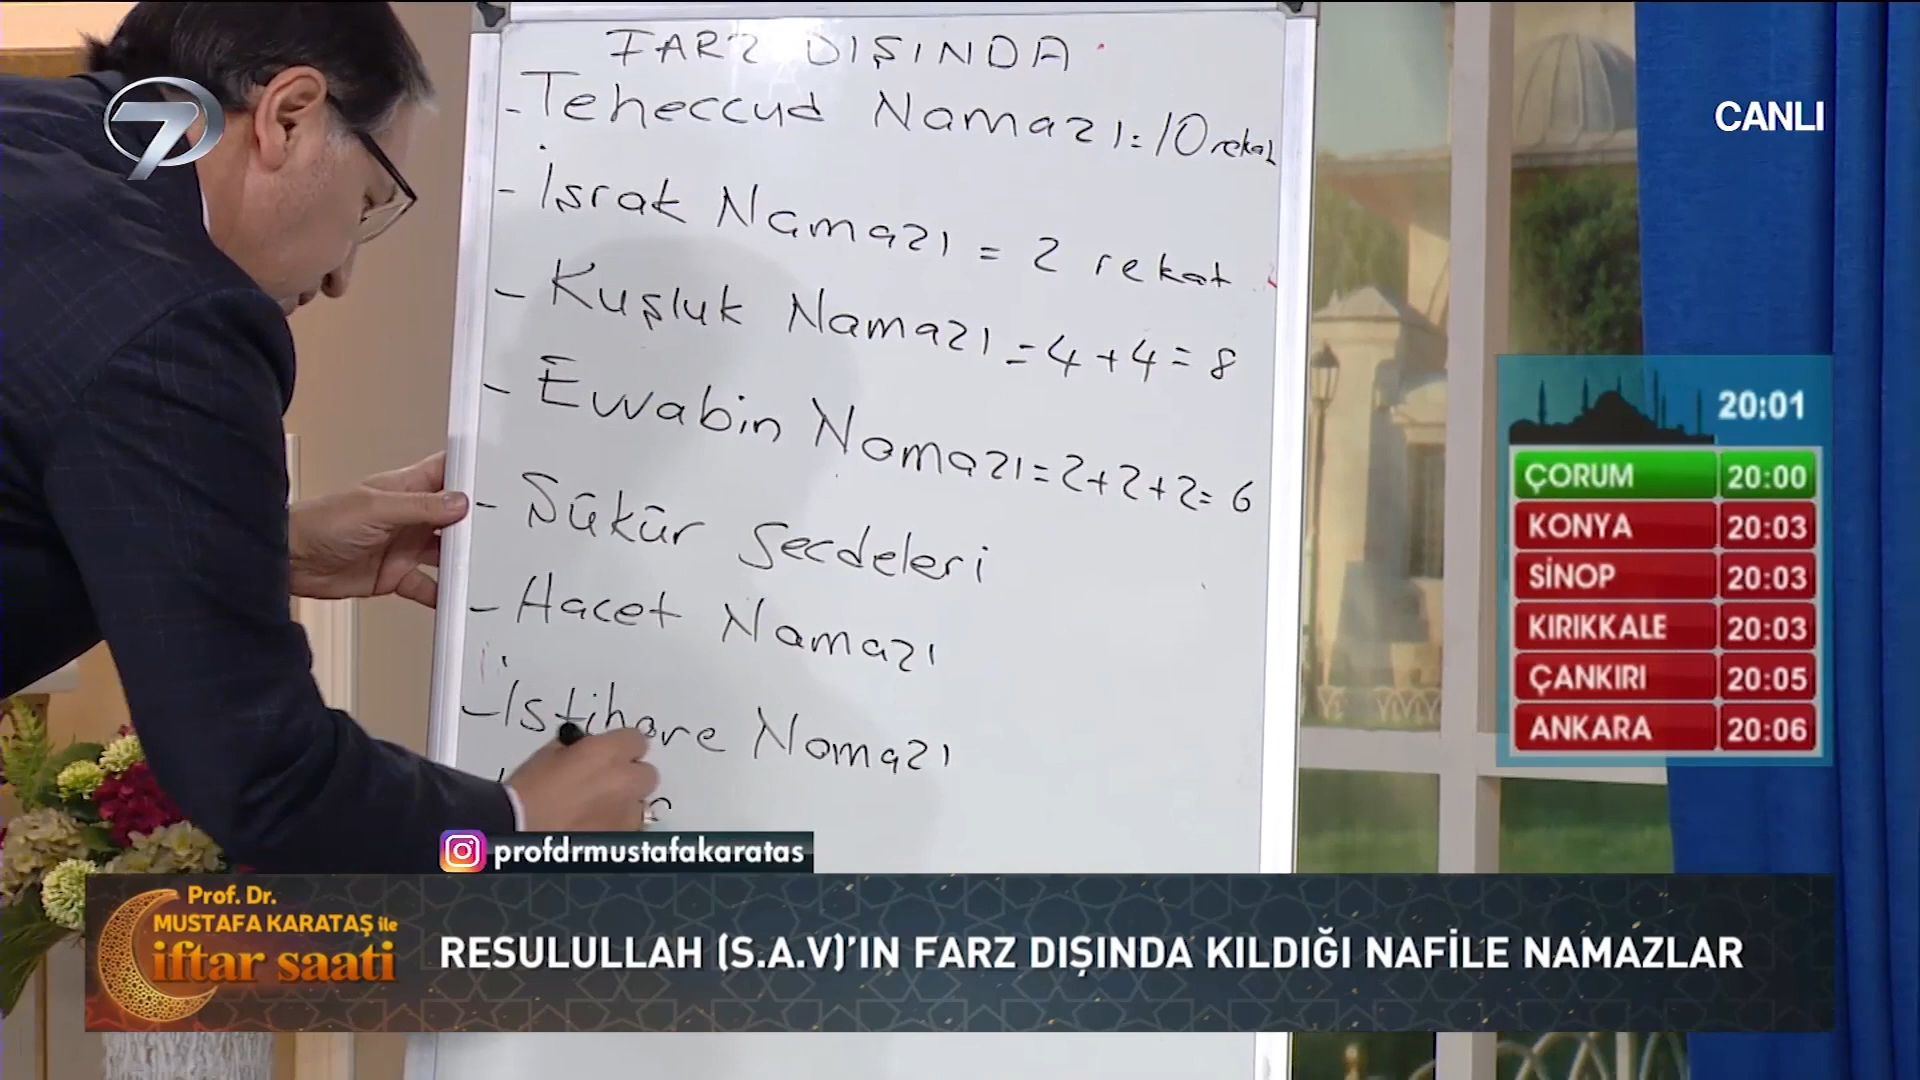 FARZ DIŞINDA
- Teheccud Namazı: 10 rekat
- İşrak Namazı = 2 rekat
- Kuşluk Namazı = 4 + 4 = 8
- Evvabin Namazı = 2+2+2= 6
- Şükür Secdeleri
- Hacet Namazı
- İstihare Namazı
7
CANLI
20:01
ÇORUM 20:00
KONYA 20:03
SİNOP 20:03
KIRIKKALE 20:03
ÇANKIRI 20:05
ANKARA 20:06
profdrmustafakaratas
Prof. Dr.
MUSTAFA KARATAŞ ile
iftar saati
RESULULLAH (S.A.V)'IN FARZ DIŞINDA KILDIĞI NAFİLE NAMAZLAR